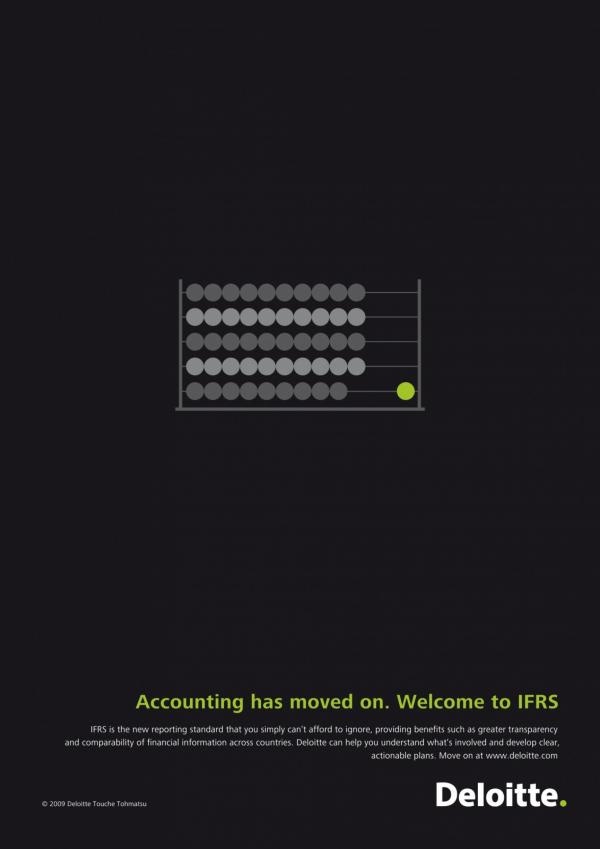 Accounting has moved on. Welcome to IFRS
IFRS is the new reporting standard that you simply can't afford to ignore, providing benefits such as greater transparency
and comparability of financial information across countries. Deloitte can help you understand what's involved and develop clear,
actionable plans. Move on at www.deloitte.com
Deloitte.
© 2009 Deloitte Touche Tohmatsu